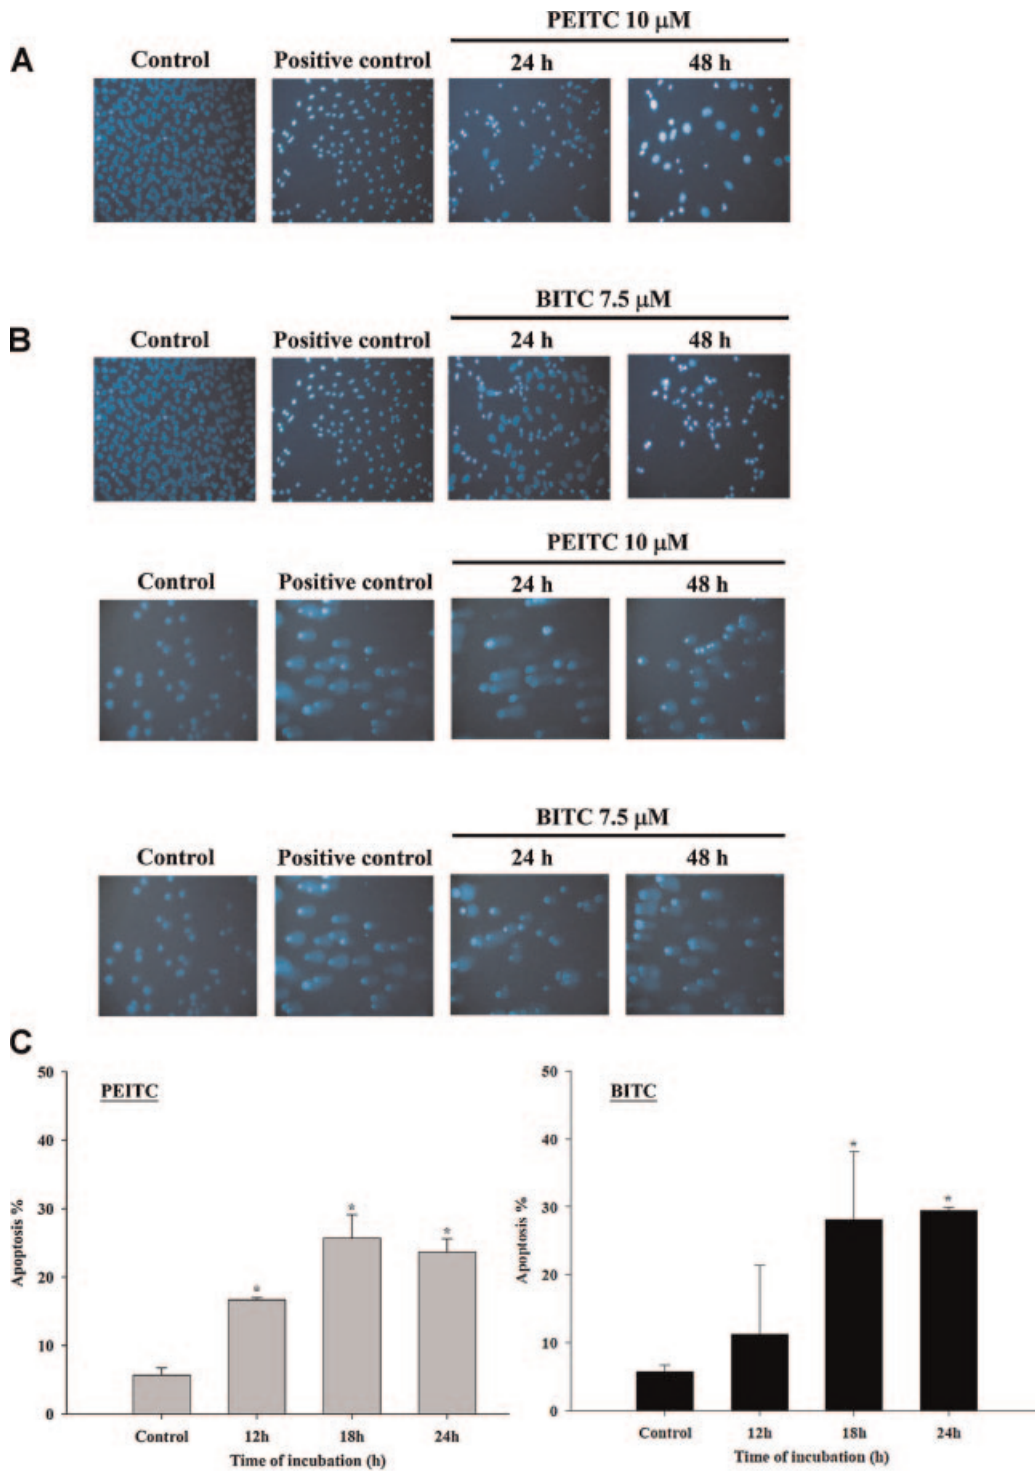 PEITC 10 μM
A
Control Positive control 24 h 48 h
BITC 7.5 μM
B
Control Positive control 24 h 48 h
PEITC 10 μM
Control Positive control 24 h 48 h
BITC 7.5 μM
Control Positive control 24 h 48 h
C
PEITC
50
40
30
20
10
0
Apoptosis %
* * *
Control 12h 18h 24h
Time of incubation (h)
BITC
50
40
30
20
10
0
Apoptosis %
* *
Control 12h 18h 24h
Time of incubation (h)